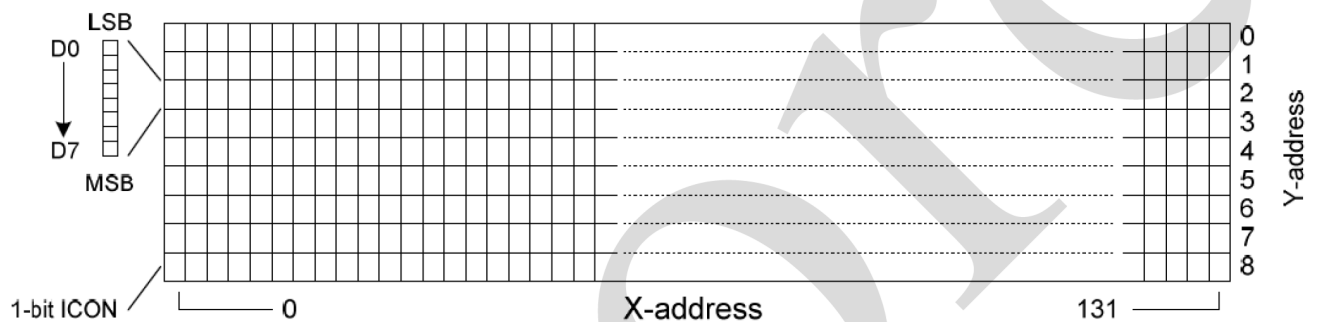 LSB
D0
D7
MSB
1-bit ICON
0
1
2
3
4
5
6
7
8
Y-address
0 X-address 131